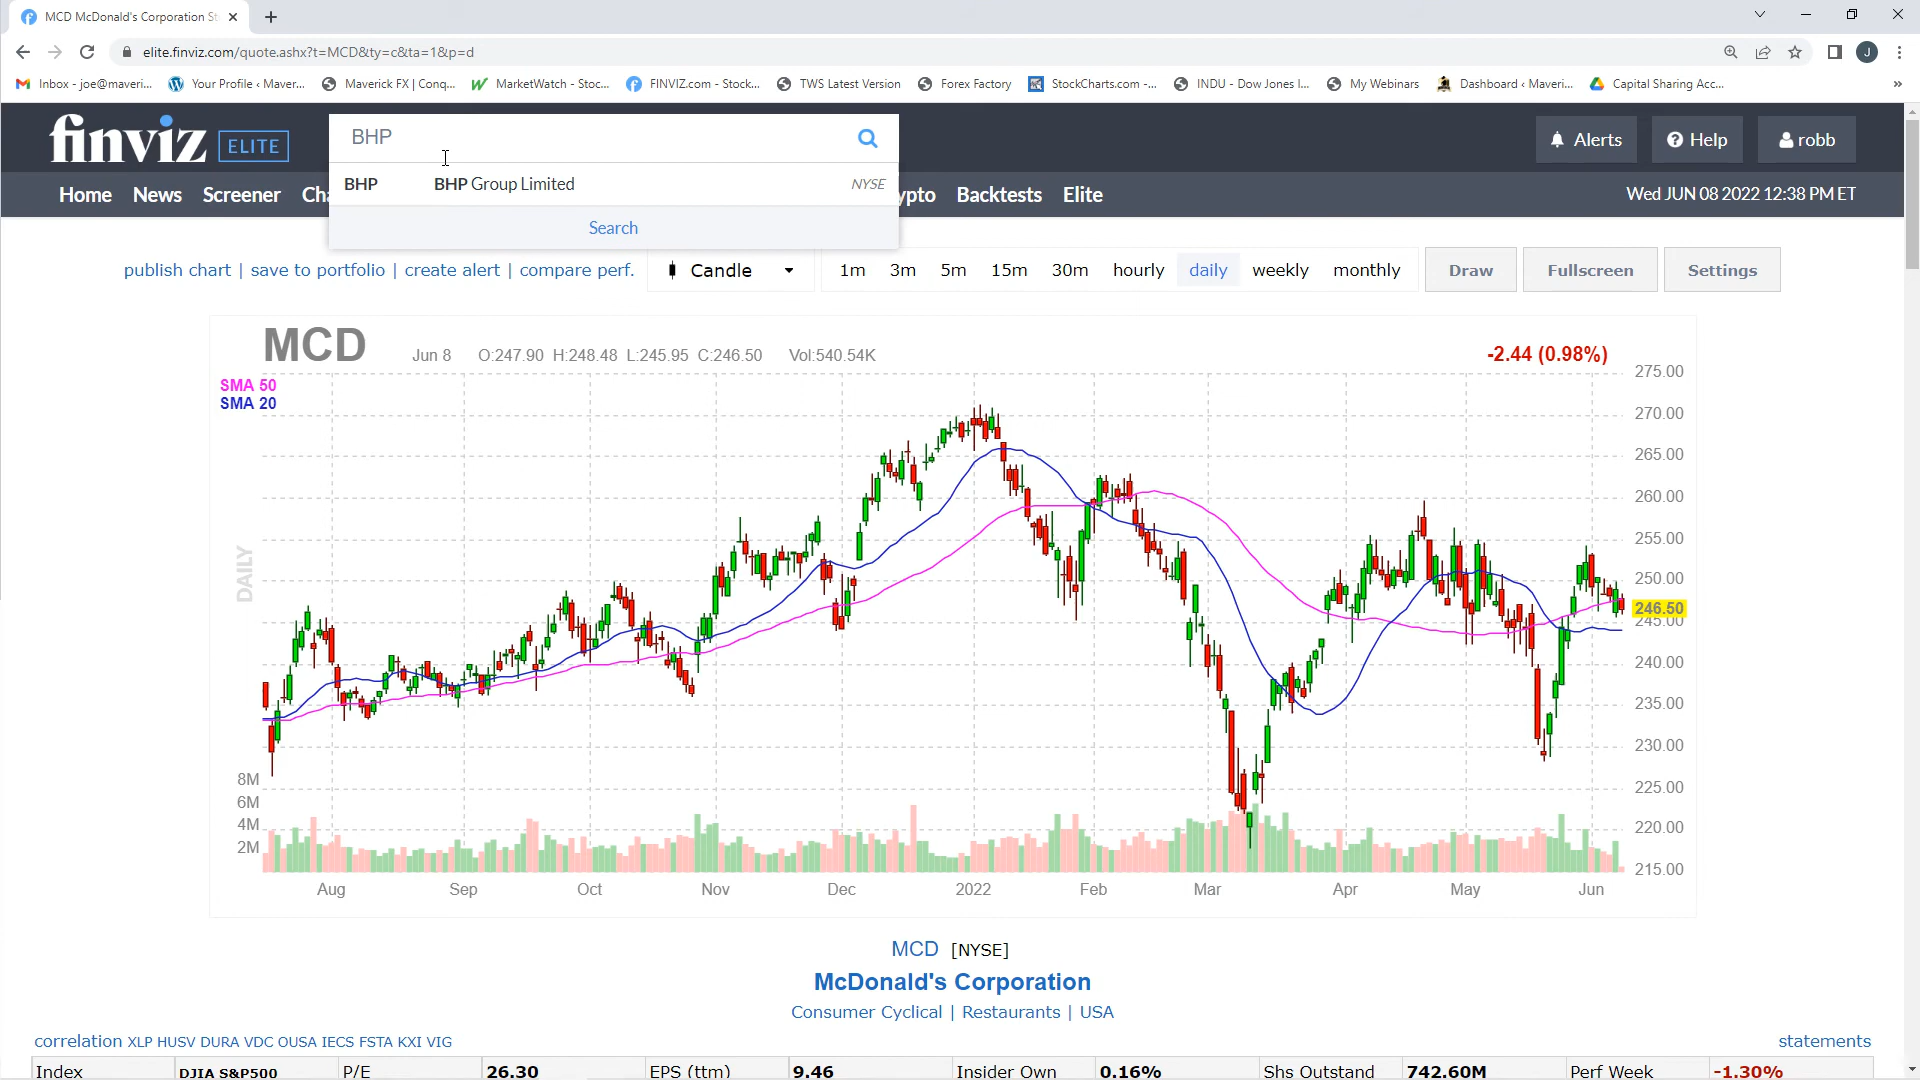 MCD McDonald's Corporation St
elite.finviz.com/quote.ashx?t=MCD&ty=c&ta=1&p=d
J
Inbox - joe@maveri... Your Profile ‹ Maver... Maverick FX | Conq... MarketWatch - Stoc... FINVIZ.com - Stock... TWS Latest Version Forex Factory StockCharts.com -... INDU - Dow Jones I... My Webinars Dashboard ‹ Maveri... Capital Sharing Acc... »
finviz ELITE BHP Alerts Help robb
BHP BHP Group Limited NYSE
Home News Screener Cha ypto Backtests Elite Wed JUN 08 2022 12:38 PM ET
Search
publish chart | save to portfolio | create alert | compare perf. Candle 1m 3m 5m 15m 30m hourly daily weekly monthly Draw Fullscreen Settings
MCD Jun 8 O:247.90 H:248.48 L:245.95 C:246.50 Vol:540.54K -2.44 (0.98%)
SMA 50
SMA 20
DAILY
275.00
270.00
265.00
260.00
255.00
250.00
246.50
245.00
240.00
235.00
230.00
225.00
220.00
215.00
8M
6M
4M
2M
Aug Sep Oct Nov Dec 2022 Feb Mar Apr May Jun
MCD [NYSE]
McDonald's Corporation
Consumer Cyclical | Restaurants | USA
correlation XLP HUSV DURA VDC OUSA IECS FSTA KXI VIG statements
Index DJIA S&P500 P/E 26.30 EPS (ttm) 9.46 Insider Own 0.16% Shs Outstand 742.60M Perf Week -1.30%